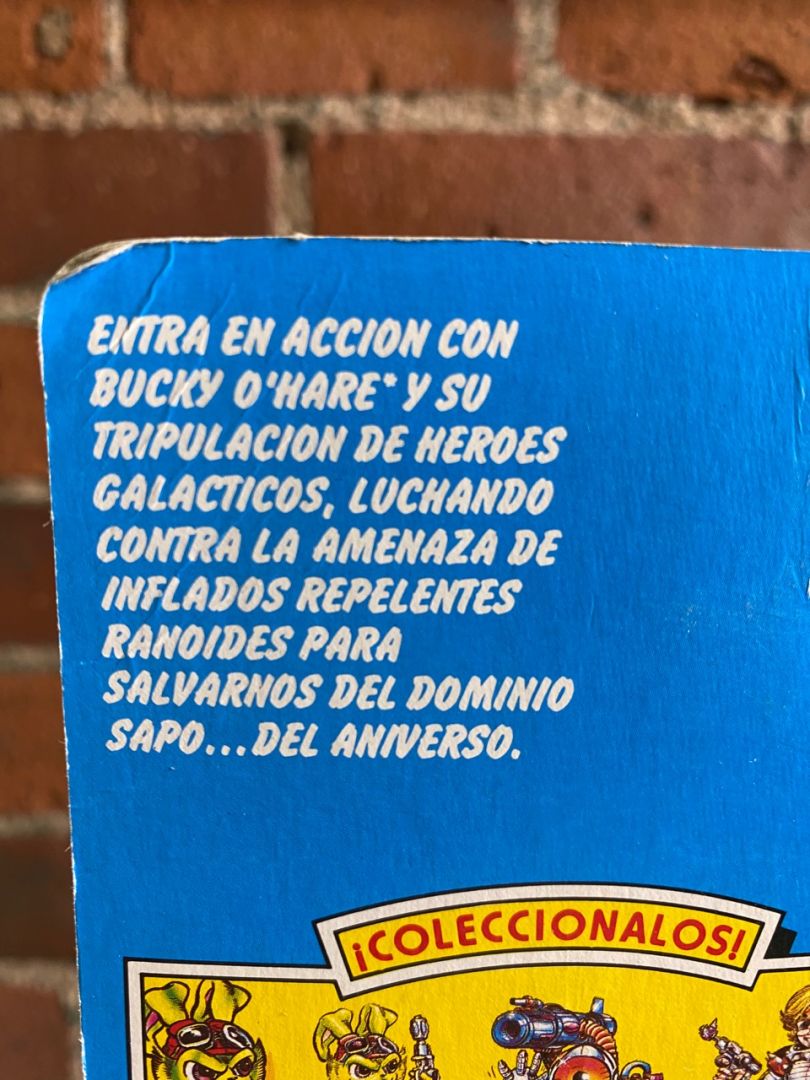 ENTRA EN ACCION CON
BUCKY O'HARE* Y SU
TRIPULACION DE HEROES
GALACTICOS, LUCHANDO
CONTRA LA AMENAZA DE
INFLADOS REPELENTES
RANOIDES PARA
SALVARNOS DEL DOMINIO
SAPO...DEL ANIVERSO.
¡COLECCIONALOS!